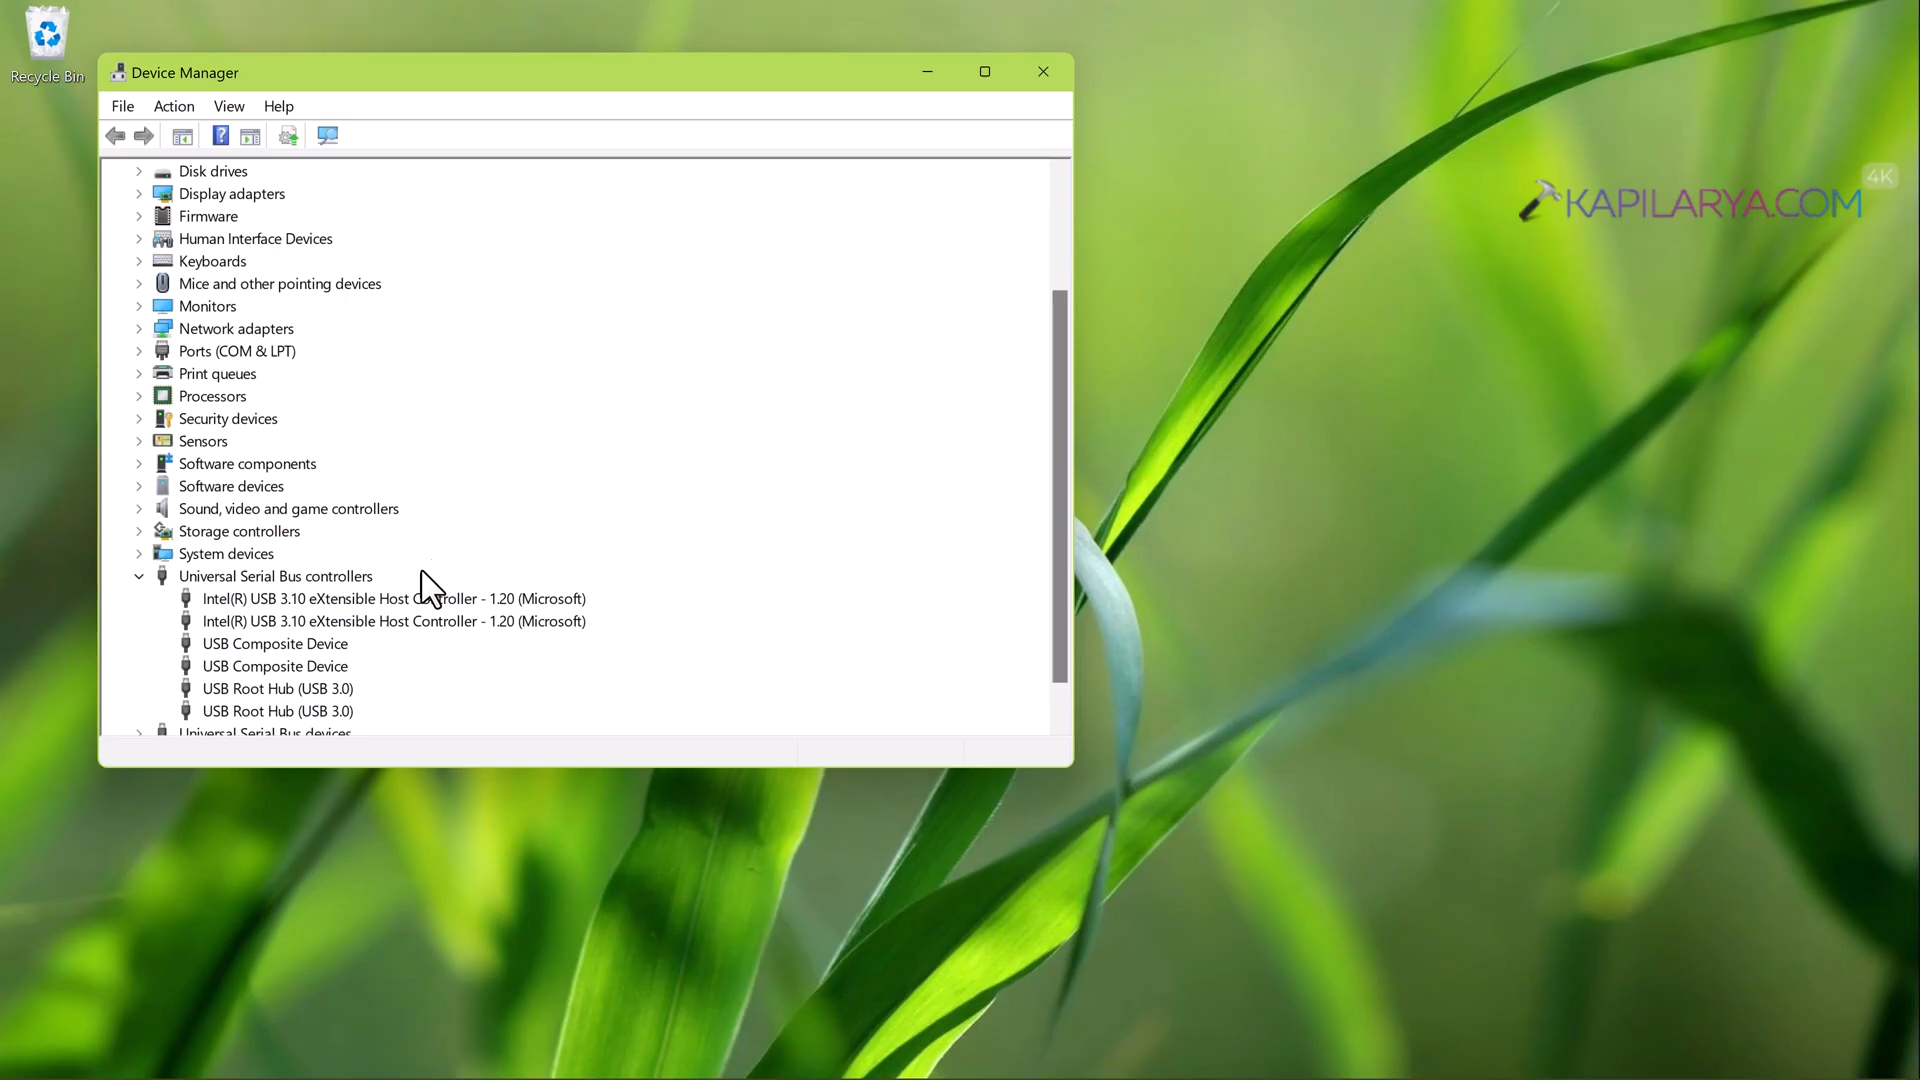 Recycle Bin
Device Manager
File Action View Help
Disk drives
Display adapters
Firmware
Human Interface Devices
Keyboards
Mice and other pointing devices
Monitors
Network adapters
Ports (COM & LPT)
Print queues
Processors
Security devices
Sensors
Software components
Software devices
Sound, video and game controllers
Storage controllers
System devices
Universal Serial Bus controllers
Intel(R) USB 3.10 eXtensible Host Controller - 1.20 (Microsoft)
Intel(R) USB 3.10 eXtensible Host Controller - 1.20 (Microsoft)
USB Composite Device
USB Composite Device
USB Root Hub (USB 3.0)
USB Root Hub (USB 3.0)
Universal Serial Bus devices
4K
KAPILARYA.COM